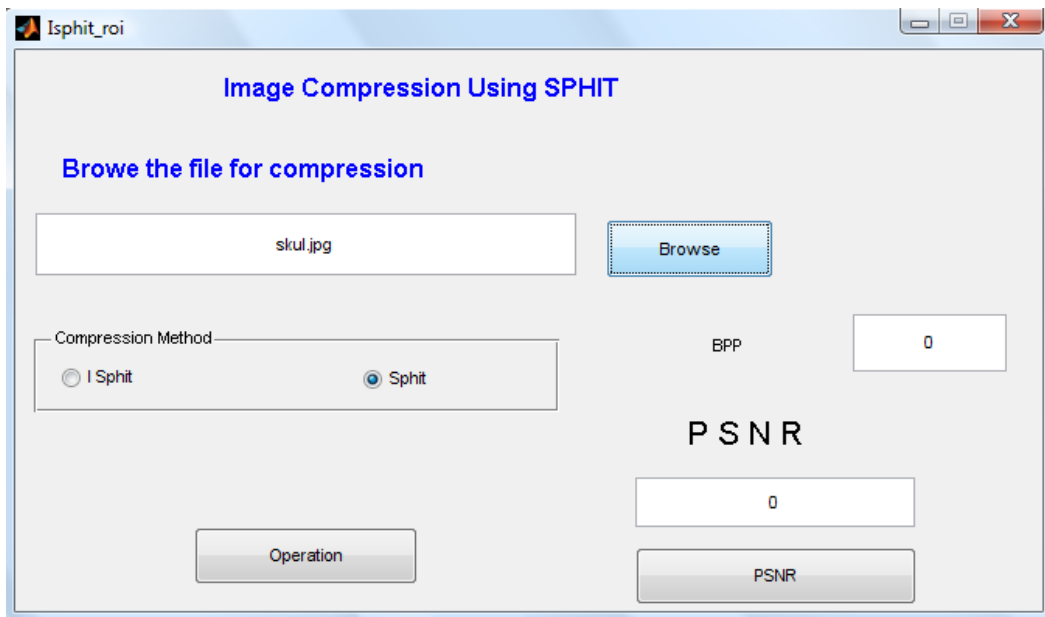 Isphit_roi
Image Compression Using SPHIT
Browe the file for compression
skul.jpg
Browse
Compression Method
I Sphit
Sphit
BPP
0
P S N R
0
Operation
PSNR